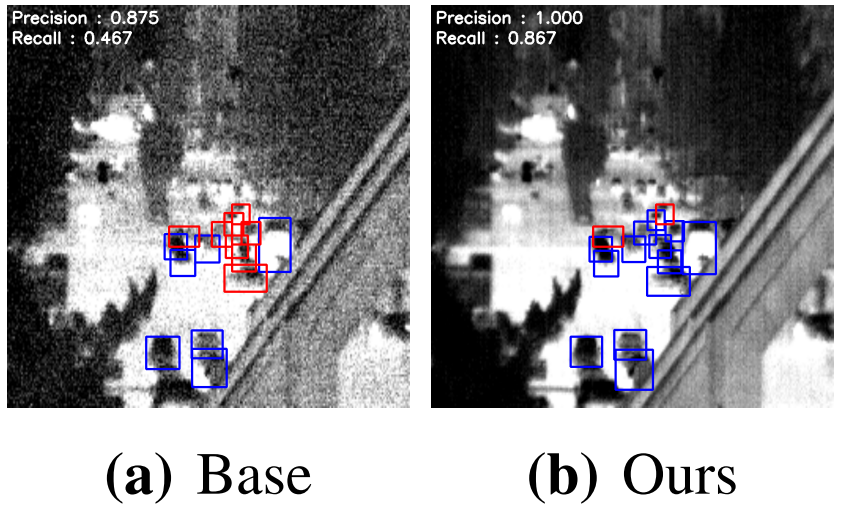 Precision : 0.875
Recall : 0.467
Precision : 1.000
Recall : 0.867
(a) Base
(b) Ours